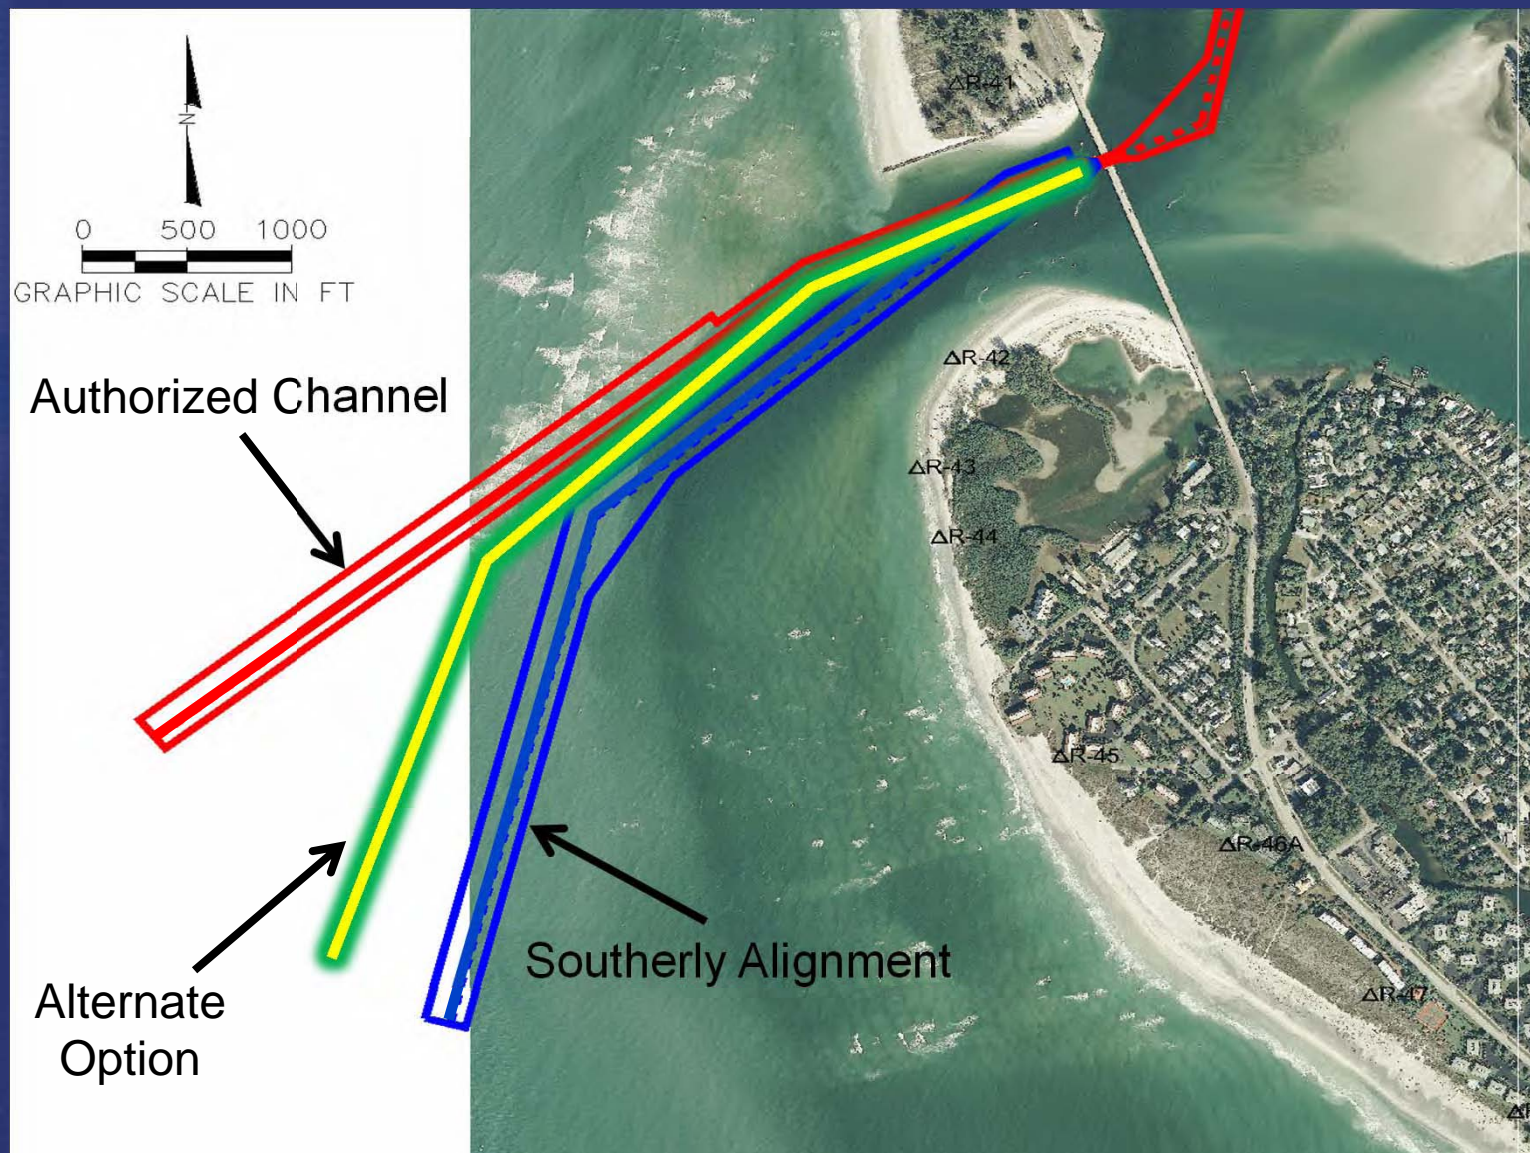 N
0 500 1000
GRAPHIC SCALE IN FT
ΔR-41
ΔR-42
Authorized Channel
ΔR-43
ΔR-44
ΔR-45
ΔR-46A
Southerly Alignment
ΔR-47
Alternate
Option